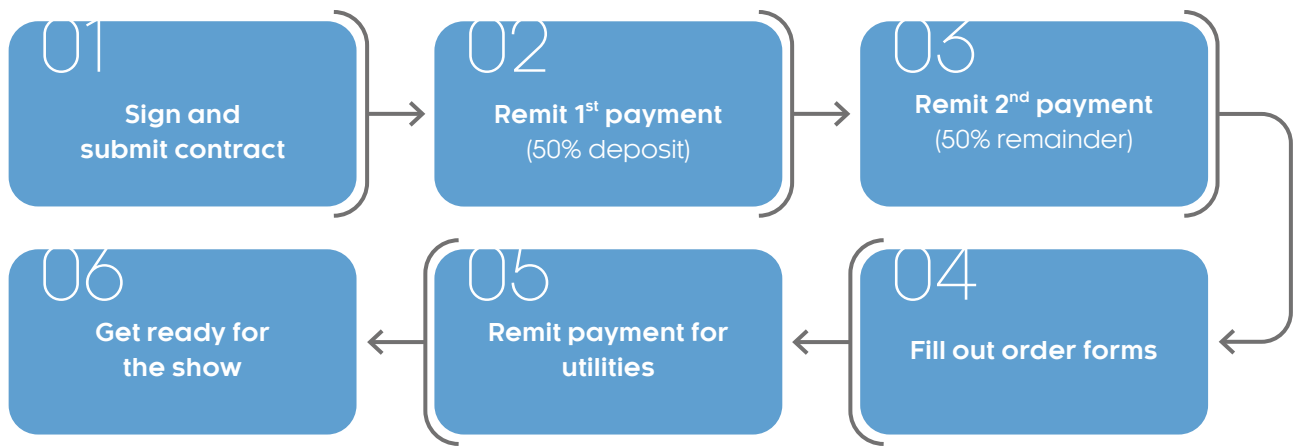 01
Sign and
submit contract
02
Remit 1st payment
(50% deposit)
03
Remit 2nd payment
(50% remainder)
04
Fill out order forms
05
Remit payment for
utilities
06
Get ready for
the show